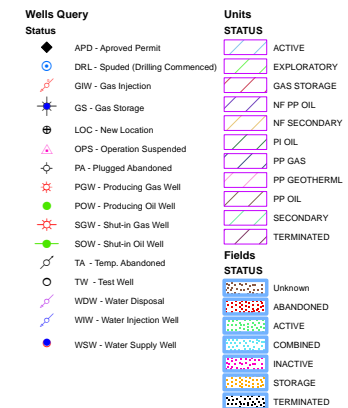 Wells Query
Status
APD - Aproved Permit
DRL - Spuded (Drilling Commenced)
GIW - Gas Injection
GS - Gas Storage
LOC - New Location
OPS - Operation Suspended
PA - Plugged Abandoned
PGW - Producing Gas Well
POW - Producing Oil Well
SGW - Shut-in Gas Well
SOW - Shut-in Oil Well
TA - Temp. Abandoned
TW - Test Well
WDW - Water Disposal
WIW - Water Injection Well
WSW - Water Supply Well
Units
STATUS
ACTIVE
EXPLORATORY
GAS STORAGE
NF PP OIL
NF SECONDARY
PI OIL
PP GAS
PP GEOTHERML
PP OIL
SECONDARY
TERMINATED
Fields
STATUS
Unknown
ABANDONED
ACTIVE
COMBINED
INACTIVE
STORAGE
TERMINATED